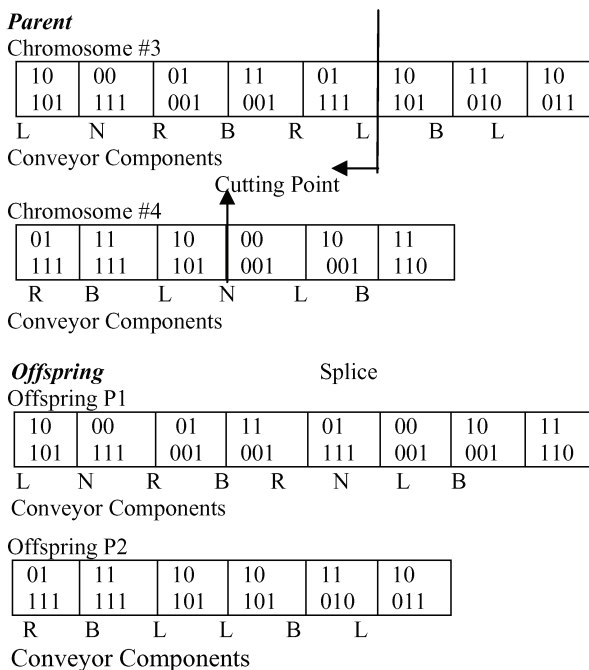 Parent
Chromosome #3
10 00 01 11 01 10 11 10
101 111 001 001 111 101 010 011
L N R B R L B L
Conveyor Components
Cutting Point
Chromosome #4
01 11 10 00 10 11
111 111 101 001 001 110
R B L N L B
Conveyor Components
Offspring Splice
Offspring P1
10 00 01 11 01 00 10 11
101 111 001 001 111 001 001 110
L N R B R N L B
Conveyor Components
Offspring P2
01 11 10 10 11 10
111 111 101 101 010 011
R B L L B L
Conveyor Components